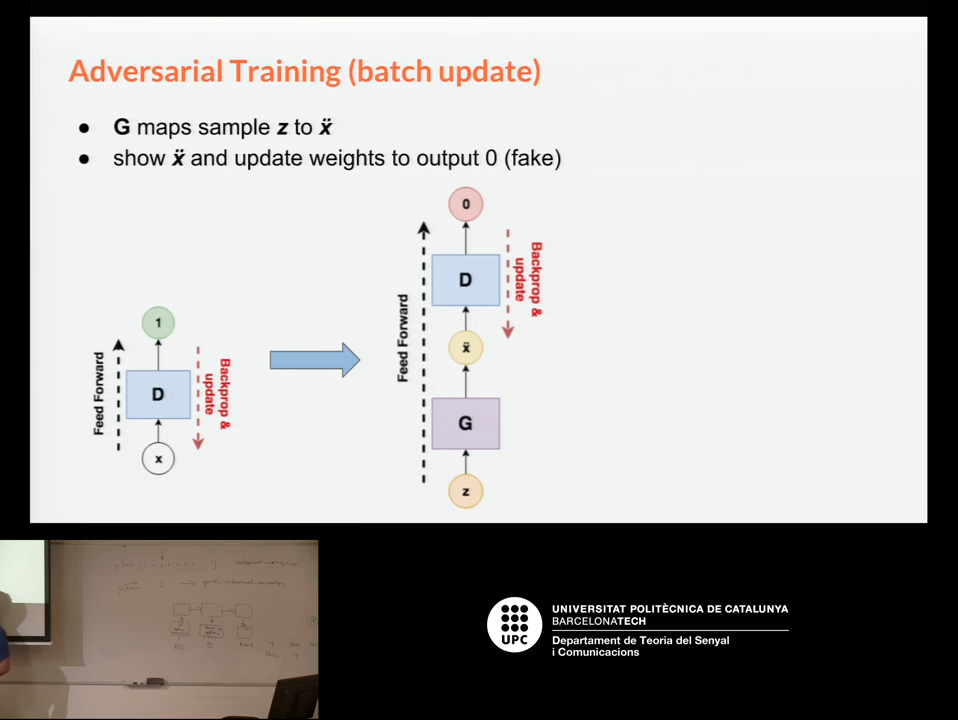 Adversarial Training (batch update)
● G maps sample z to ẍ
● show ẍ and update weights to output 0 (fake)
0
D
ẍ
G
z
Feed Forward
Backprop &
update
1
D
x
Feed Forward
Backprop &
update
UPC
UNIVERSITAT POLITÈCNICA DE CATALUNYA
BARCELONATECH
Departament de Teoria del Senyal
i Comunicacions